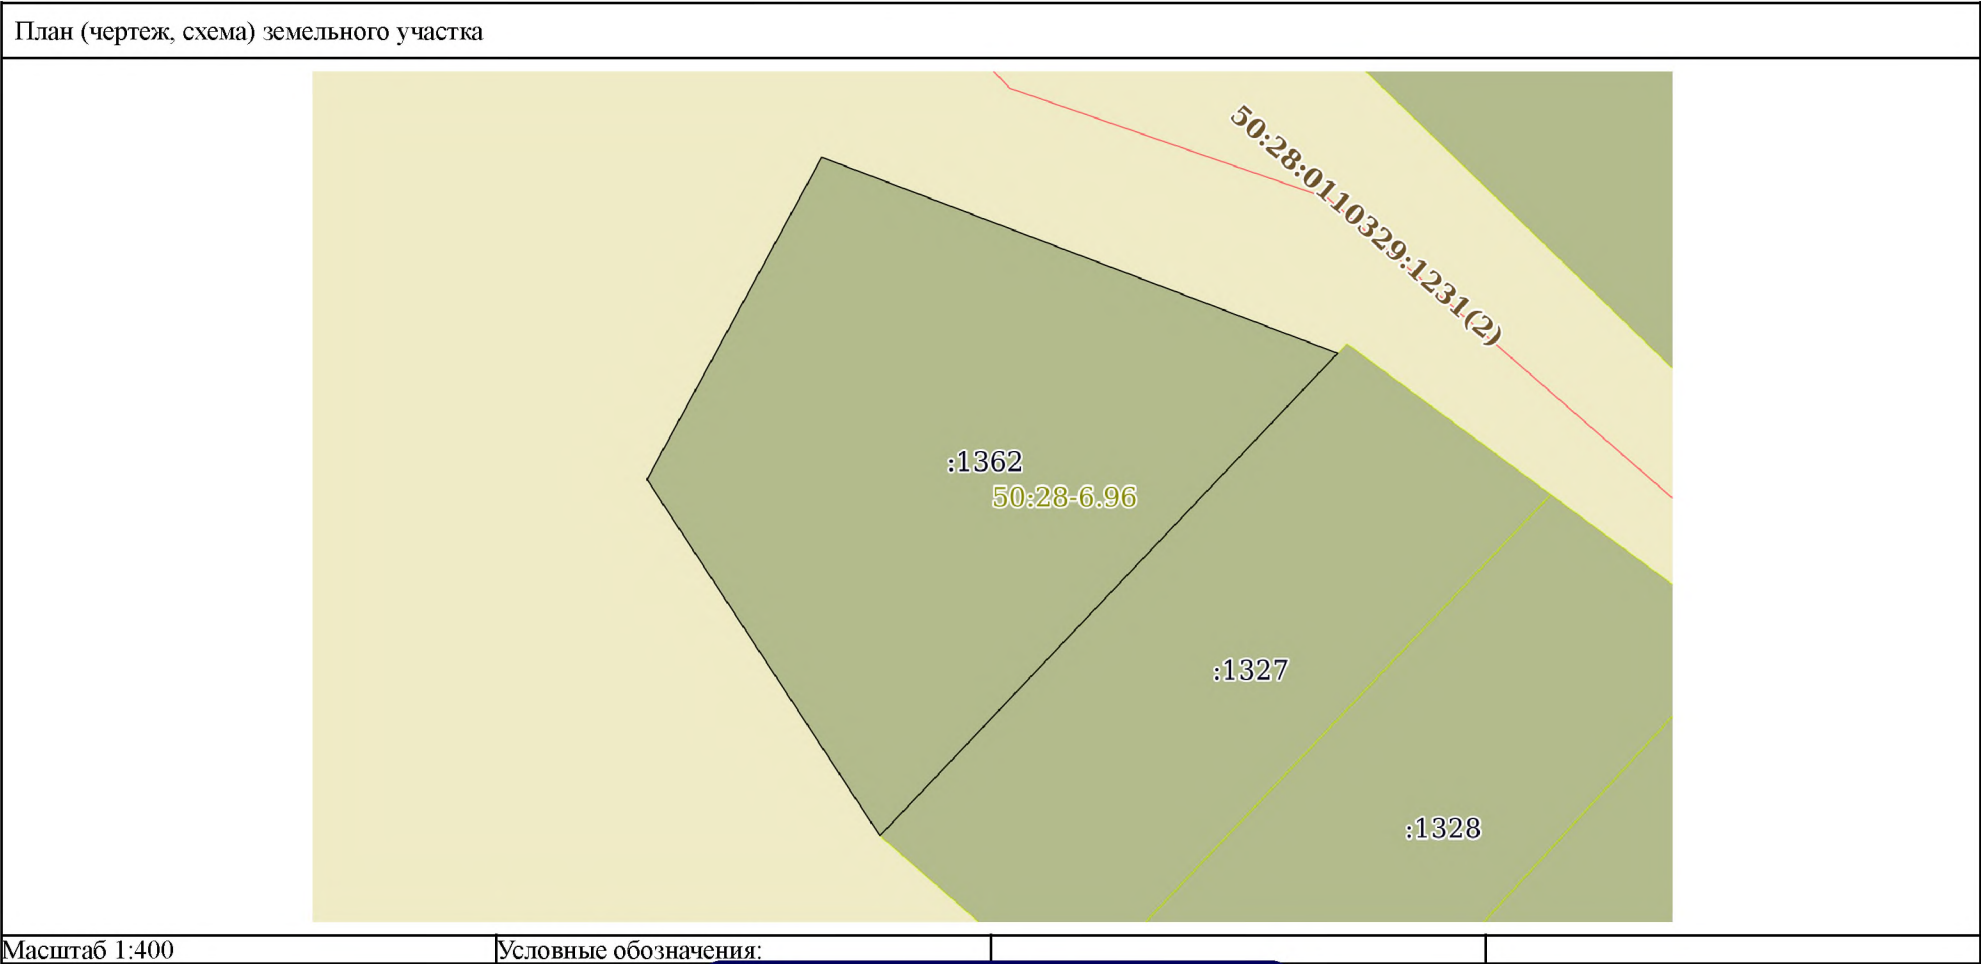 План (чертеж, схема) земельного участка
50:28:0110329:1231(2)
:1362
50:28-6.96
:1327
:1328
Масштаб 1:400
Условные обозначения: